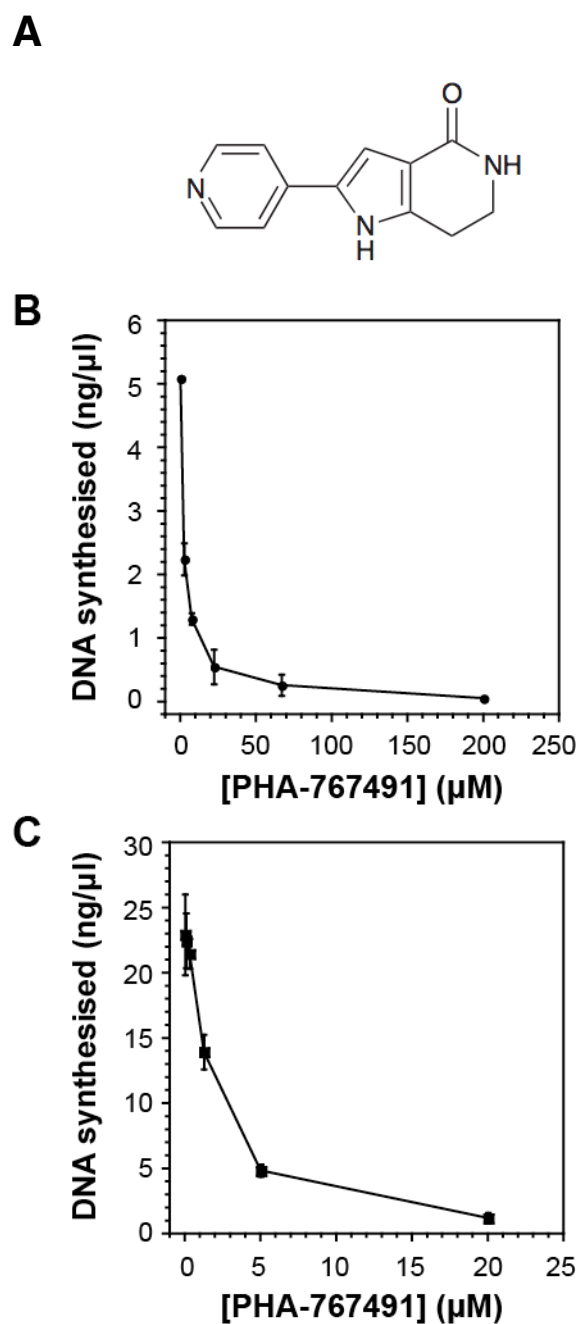 A
O
N
NH
N
H
B
DNA synthesised (ng/µl)
6
5
4
3
2
1
0
0 50 100 150 200 250
[PHA-767491] (µM)
C
DNA synthesised (ng/µl)
30
25
20
15
10
5
0
0 5 10 15 20 25
[PHA-767491] (µM)